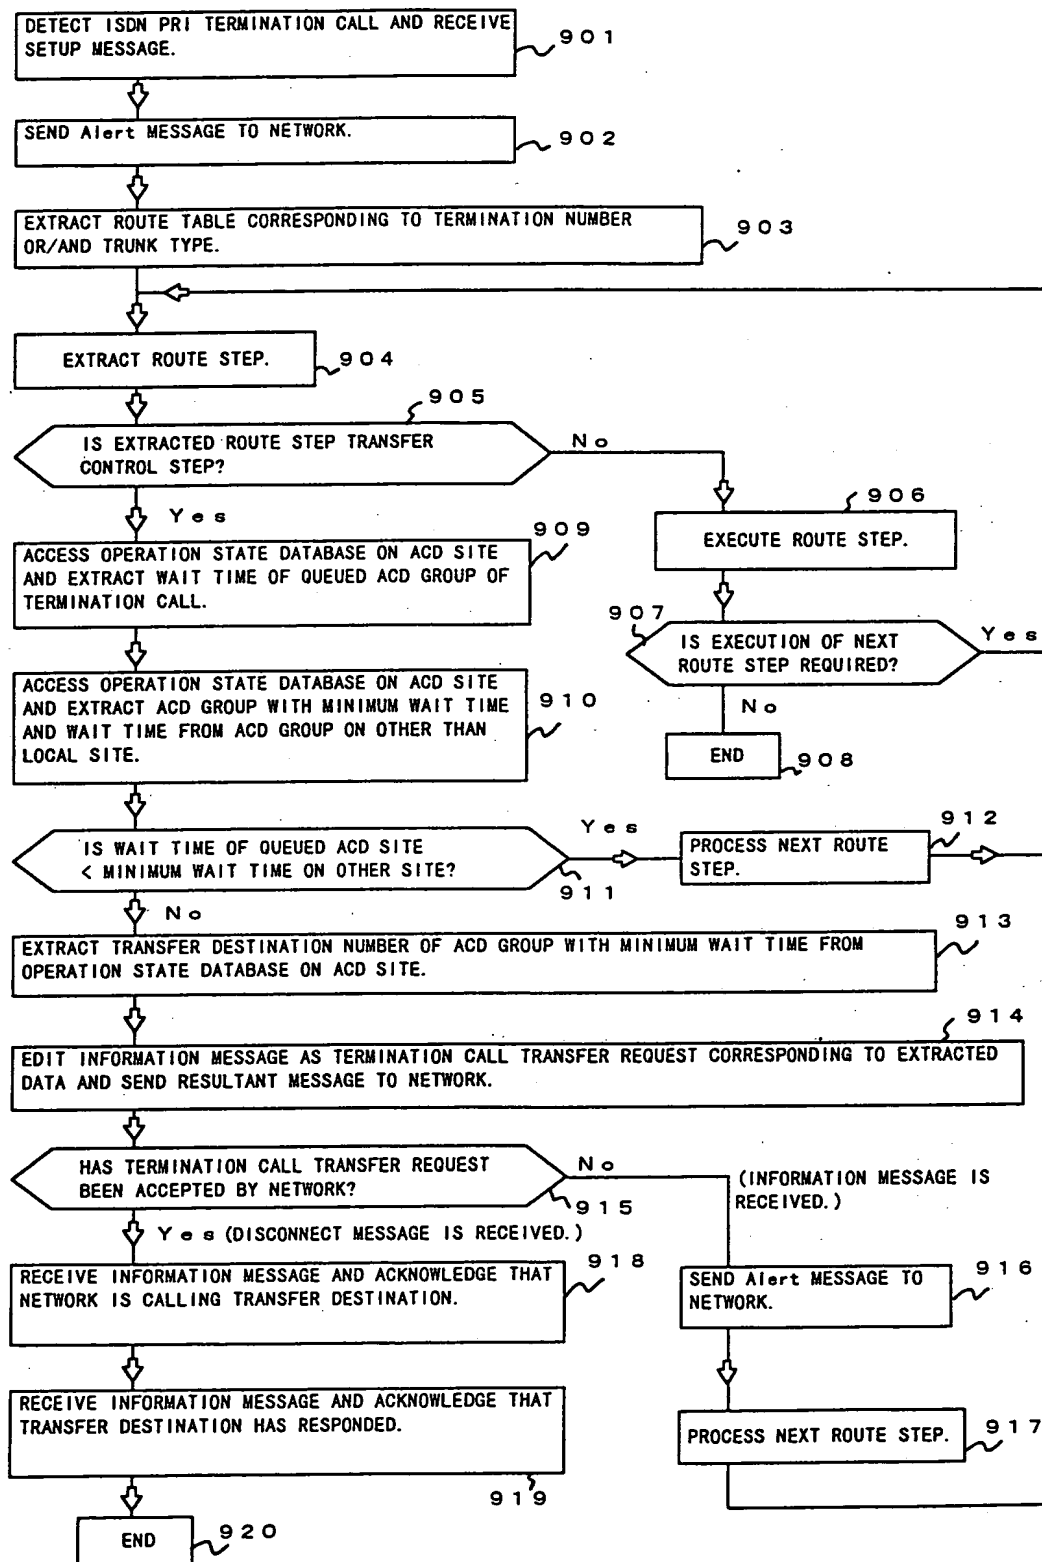 DETECT ISDN PRI TERMINATION CALL AND RECEIVE
SETUP MESSAGE.
901
SEND Alert MESSAGE TO NETWORK.
902
EXTRACT ROUTE TABLE CORRESPONDING TO TERMINATION NUMBER
OR/AND TRUNK TYPE.
903
EXTRACT ROUTE STEP.
904
905
IS EXTRACTED ROUTE STEP TRANSFER
CONTROL STEP?
No
Yes
906
EXECUTE ROUTE STEP.
909
ACCESS OPERATION STATE DATABASE ON ACD SITE
AND EXTRACT WAIT TIME OF QUEUED ACD GROUP OF
TERMINATION CALL.
907
IS EXECUTION OF NEXT
ROUTE STEP REQUIRED?
Yes
No
END
908
ACCESS OPERATION STATE DATABASE ON ACD SITE
AND EXTRACT ACD GROUP WITH MINIMUM WAIT TIME
AND WAIT TIME FROM ACD GROUP ON OTHER THAN
LOCAL SITE.
910
IS WAIT TIME OF QUEUED ACD SITE
< MINIMUM WAIT TIME ON OTHER SITE?
911
Yes
PROCESS NEXT ROUTE
STEP.
912
No
EXTRACT TRANSFER DESTINATION NUMBER OF ACD GROUP WITH MINIMUM WAIT TIME FROM
OPERATION STATE DATABASE ON ACD SITE.
913
914
EDIT INFORMATION MESSAGE AS TERMINATION CALL TRANSFER REQUEST CORRESPONDING TO EXTRACTED
DATA AND SEND RESULTANT MESSAGE TO NETWORK.
HAS TERMINATION CALL TRANSFER REQUEST
BEEN ACCEPTED BY NETWORK?
915
No
(INFORMATION MESSAGE IS
RECEIVED.)
Yes (DISCONNECT MESSAGE IS RECEIVED.)
RECEIVE INFORMATION MESSAGE AND ACKNOWLEDGE THAT
NETWORK IS CALLING TRANSFER DESTINATION.
918
SEND Alert MESSAGE TO
NETWORK.
916
RECEIVE INFORMATION MESSAGE AND ACKNOWLEDGE THAT
TRANSFER DESTINATION HAS RESPONDED.
919
PROCESS NEXT ROUTE STEP.
917
END
920